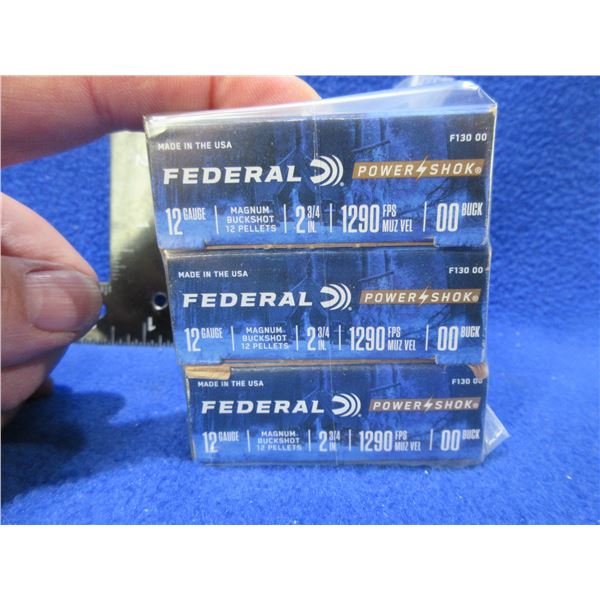 MADE IN THE USA F130 00
FEDERAL POWER SHOK®
12 GAUGE MAGNUM BUCKSHOT 12 PELLETS 2 3/4 IN. 1290 FPS MUZ VEL 00 BUCK
MADE IN THE USA F130 00
FEDERAL POWER SHOK®
12 GAUGE MAGNUM BUCKSHOT 12 PELLETS 2 3/4 IN. 1290 FPS MUZ VEL 00 BUCK
MADE IN THE USA F130 00
FEDERAL POWER SHOK®
12 GAUGE MAGNUM BUCKSHOT 12 PELLETS 2 3/4 IN. 1290 FPS MUZ VEL 00 BUCK
1